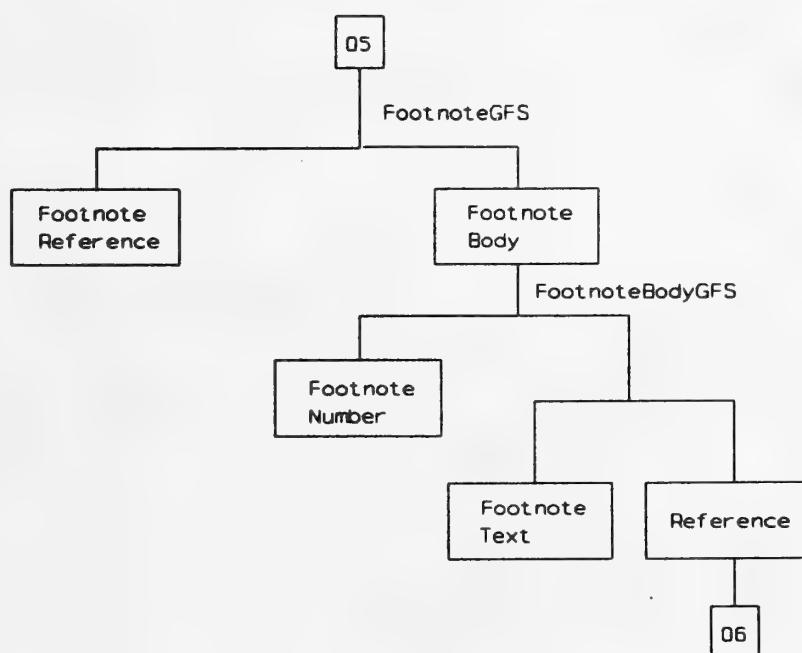 05
FootnoteGFS
Footnote
Reference
Footnote
Body
FootnoteBodyGFS
Footnote
Number
Footnote
Text
Reference
06